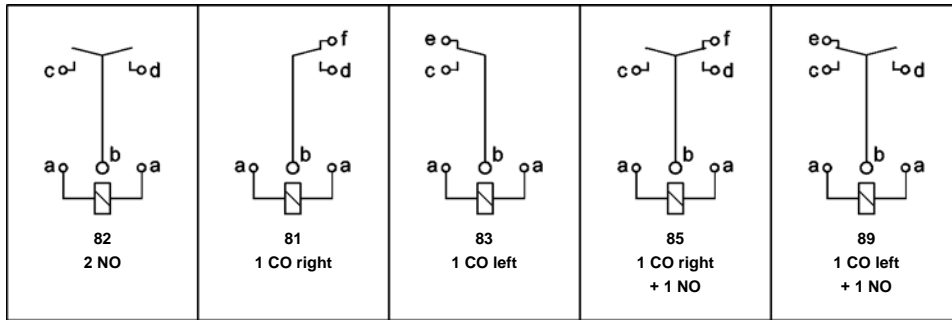 c d
b
a a
82
2 NO
f
d
b
a a
81
1 CO right
e
c
b
a a
83
1 CO left
f
c d
b
a a
85
1 CO right
+ 1 NO
e
c d
b
a a
89
1 CO left
+ 1 NO